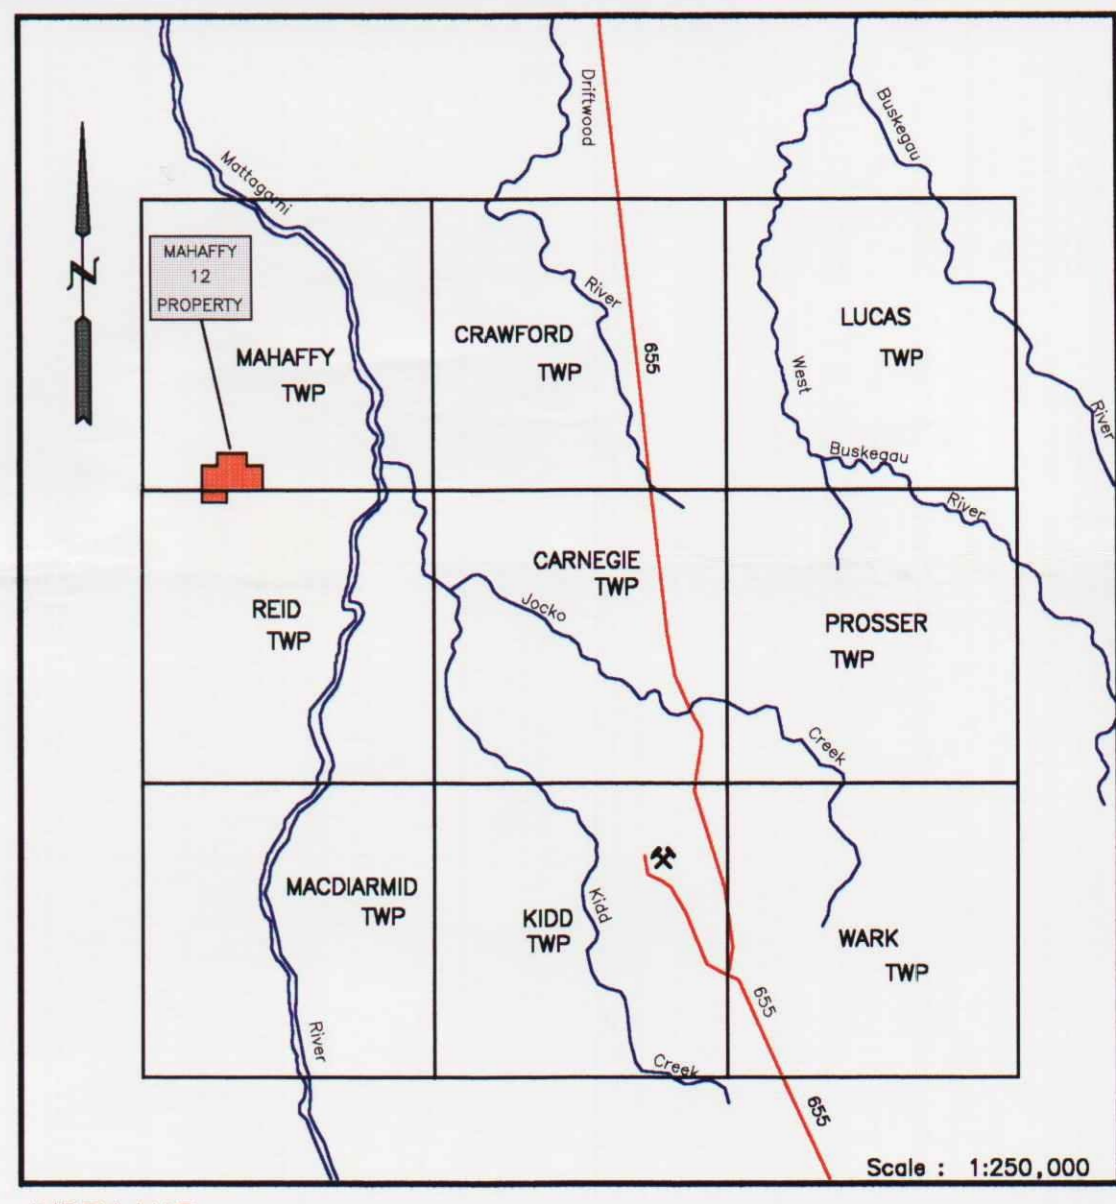 Driftwood
Buskegau
Mattagami
MAHAFFY
12
PROPERTY
River
LUCAS
TWP
CRAWFORD
TWP
655
MAHAFFY
TWP
West
River
Buskegau
River
CARNEGIE
TWP
Jocko
REID
TWP
PROSSER
TWP
Creek
MACDIARMID
TWP
Kidd
KIDD
TWP
WARK
TWP
655
River
Creek
655
Scale : 1:250,000